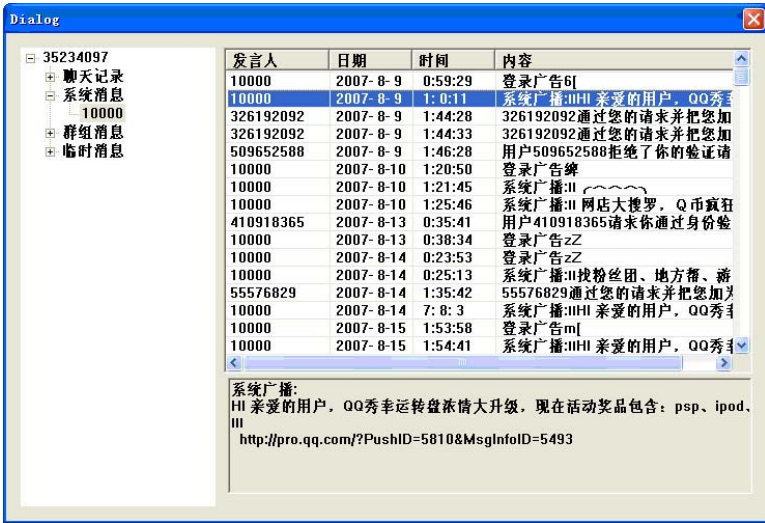 Dialog
35234097
聊天记录
系统消息
10000
群组消息
临时消息
发言人 日期 时间 内容
10000 2007- 8- 9 0:59:29 登录广告6[
10000 2007- 8- 9 1: 0:11 系统广播:IIHI 亲爱的用户，QQ秀幸
326192092 2007- 8- 9 1:44:28 326192092通过您的请求并把您加
326192092 2007- 8- 9 1:44:33 326192092通过您的请求并把您加
509652588 2007- 8- 9 1:46:28 用户509652588拒绝了你的验证请
10000 2007- 8-10 1:20:50 登录广告
10000 2007- 8-10 1:21:45 系统广播:II
10000 2007- 8-10 1:25:46 系统广播:II 网店大搜罗，Q币疯狂
410918365 2007- 8-13 0:35:41 用户410918365请求你通过身份验
10000 2007- 8-13 0:38:34 登录广告zZ
10000 2007- 8-14 0:23:53 登录广告zZ
10000 2007- 8-14 0:25:13 系统广播:II找粉丝团、地方帮、游
55576829 2007- 8-14 1:35:42 55576829通过您的请求并把您加为
10000 2007- 8-14 7: 8: 3 系统广播:IIHI 亲爱的用户，QQ秀幸
10000 2007- 8-15 1:53:58 登录广告m[
10000 2007- 8-15 1:54:41 系统广播:IIHI 亲爱的用户，QQ秀幸
系统广播:
HI 亲爱的用户，QQ秀幸运转盘浓情大升级，现在活动奖品包含：psp、ipod、
III
http://pro.qq.com/?PushID=5810&MsgInfoID=5493